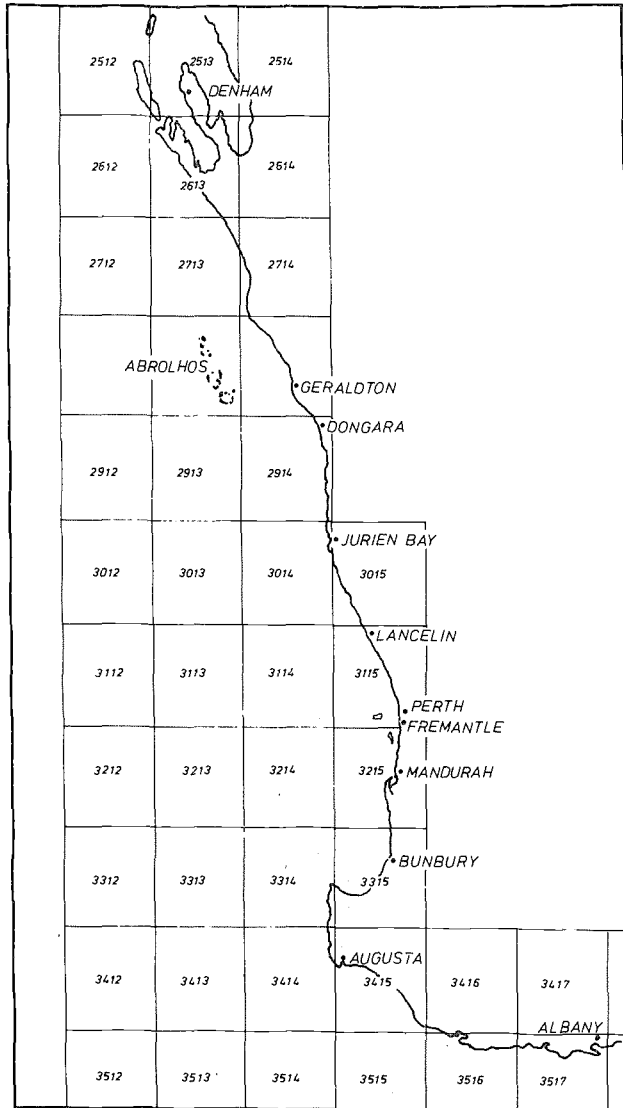 2512 2513 2514
DENHAM
2612 2614
2613
2712 2713 2714
ABROLHOS
GERALDTON
DONGARA
2912 2913 2914
JURIEN BAY
3012 3013 3014 3015
LANCELIN
3112 3113 3114 3115
PERTH
FREMANTLE
3212 3213 3214 3215 MANDURAH
BUNBURY
3312 3313 3314 3315
AUGUSTA
3412 3413 3414 3415 3416 3417
ALBANY
3512 3513 3514 3515 3516 3517